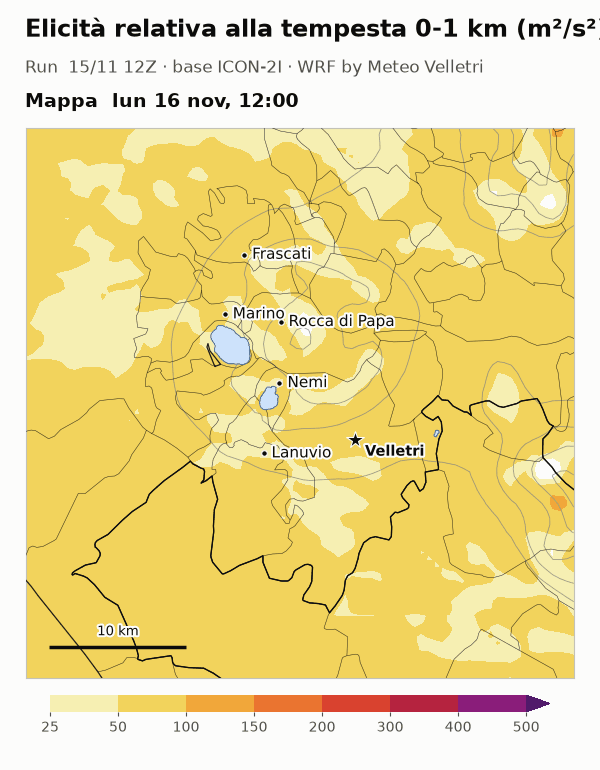 Elicità relativa alla tempesta 0-1 km (m²/s²)
Run 15/11 12Z · base ICON-2I · WRF by Meteo Velletri
Mappa lun 16 nov, 12:00
Frascati
Marino
Rocca di Papa
Nemi
Velletri
Lanuvio
10 km
25 50 100 150 200 300 400 500